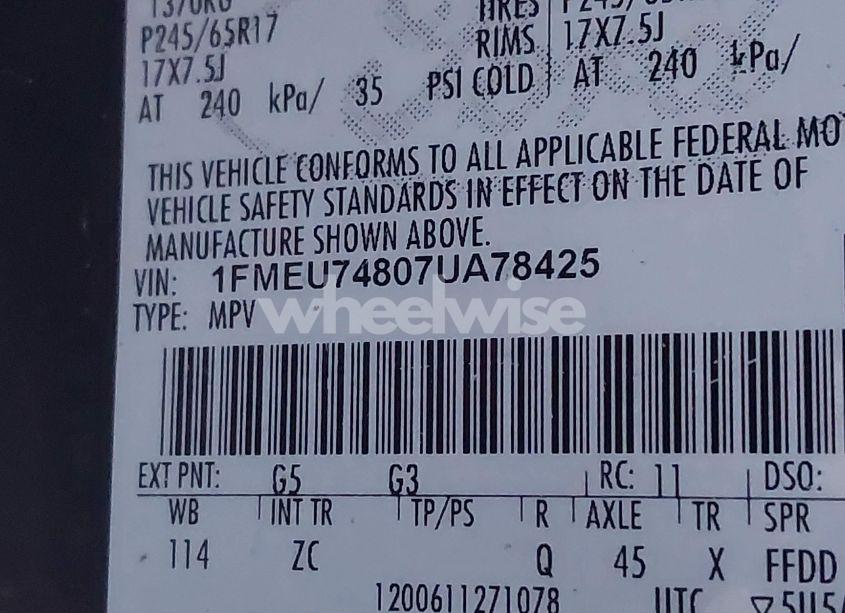 1370KG TIRES
P245/65R17 RIMS 17X7.5J
17X7.5J
AT 240 kPa/ 35 PSI COLD AT 240 kPa/
THIS VEHICLE CONFORMS TO ALL APPLICABLE FEDERAL MO
VEHICLE SAFETY STANDARDS IN EFFECT ON THE DATE OF
MANUFACTURE SHOWN ABOVE.
VIN: 1FMEU74807UA78425
TYPE: MPV
wheelwise
EXT PNT: G5 G3 RC: 11 DSO:
WB INT TR TP/PS R AXLE TR SPR
114 ZC Q 45 X FFDD
1200611271078 UTC